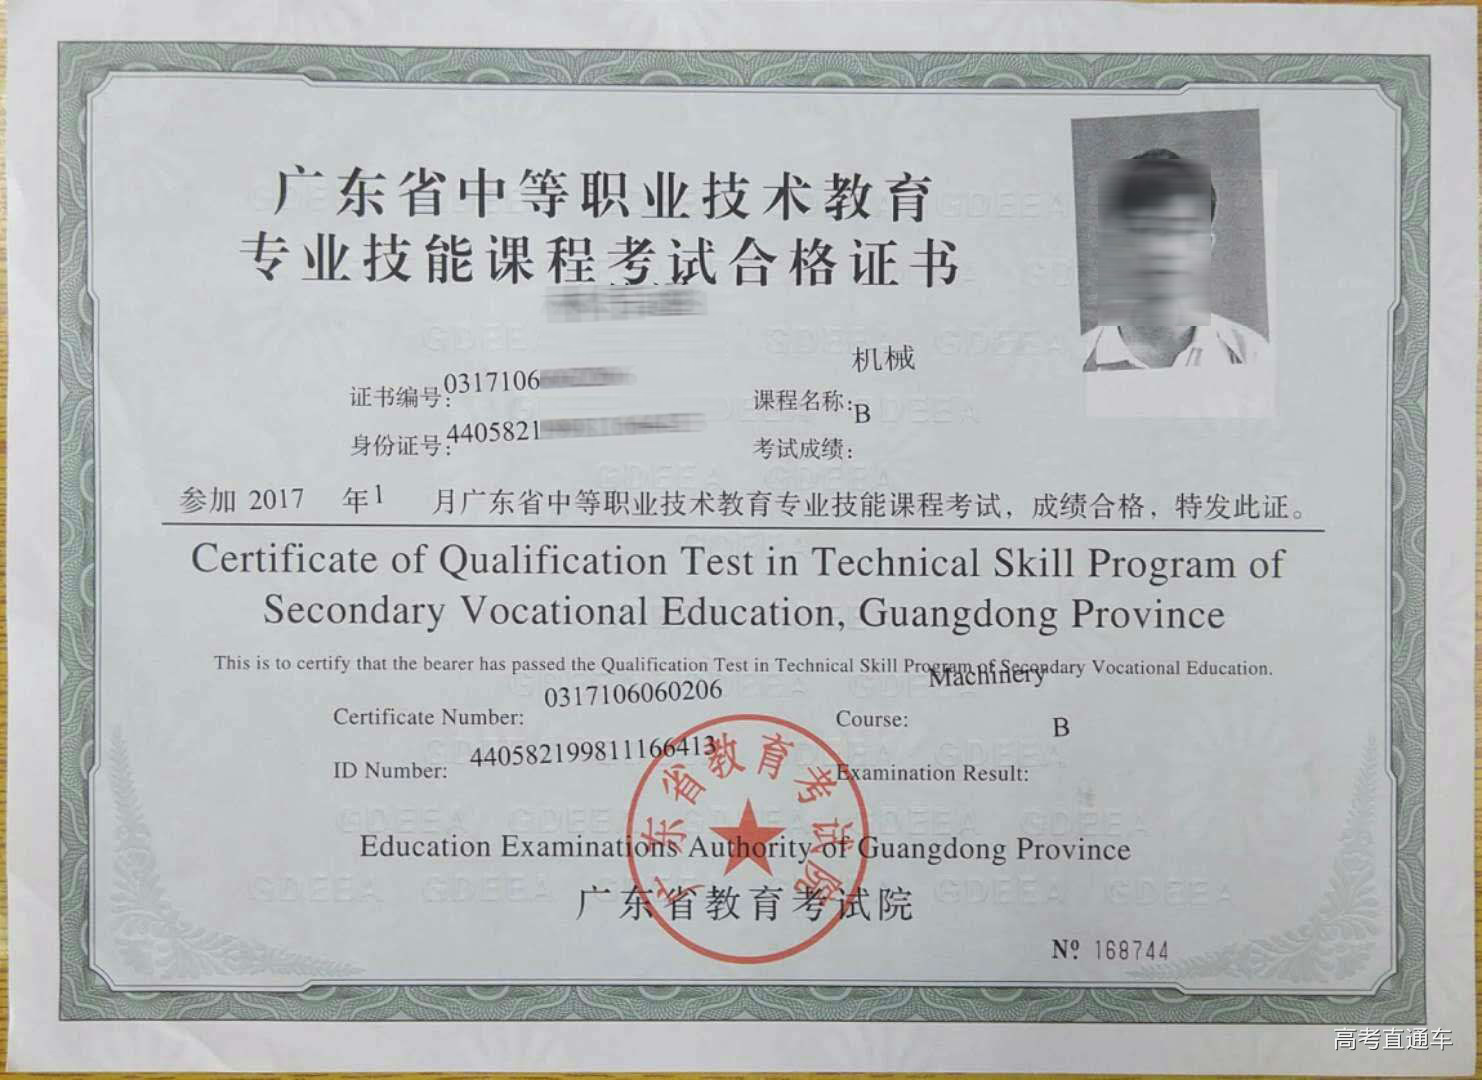 广东省中等职业技术教育
专业技能课程考试合格证书
机械
证书编号:0317106
课程名称:
B
身份证号:4405821
考试成绩:
参加 2017 年1 月广东省中等职业技术教育专业技能课程考试，成绩合格，特发此证。
Certificate of Qualification Test in Technical Skill Program of
Secondary Vocational Education, Guangdong Province
This is to certify that the bearer has passed the Qualification Test in Technical Skill Program of Secondary Vocational Education.
Machinery
Certificate Number: 0317106060206
Course:
B
ID Number: 440582199811166413
Examination Result:
广东省教育考试院
Education Examinations Authority of Guangdong Province
广东省教育考试院
Nº 168744
高考直通车